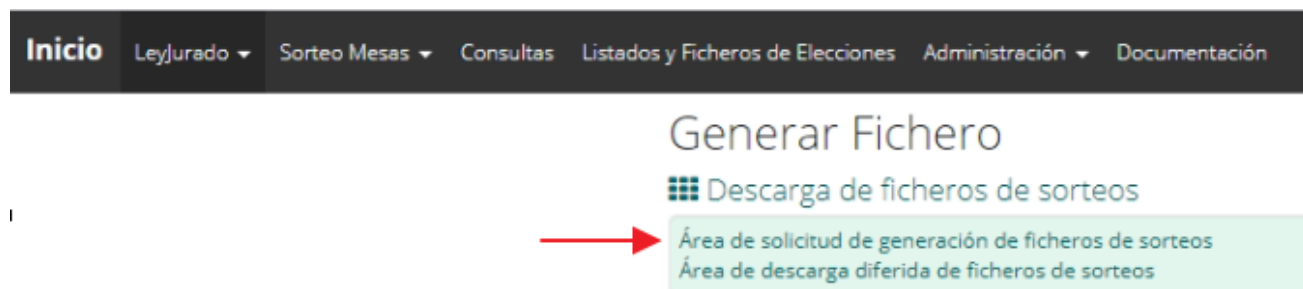 Inicio LeyJurado Sorteo Mesas Consultas Listados y Ficheros de Elecciones Administración Documentación
Generar Fichero
Descarga de ficheros de sorteos
Área de solicitud de generación de ficheros de sorteos
Área de descarga diferida de ficheros de sorteos